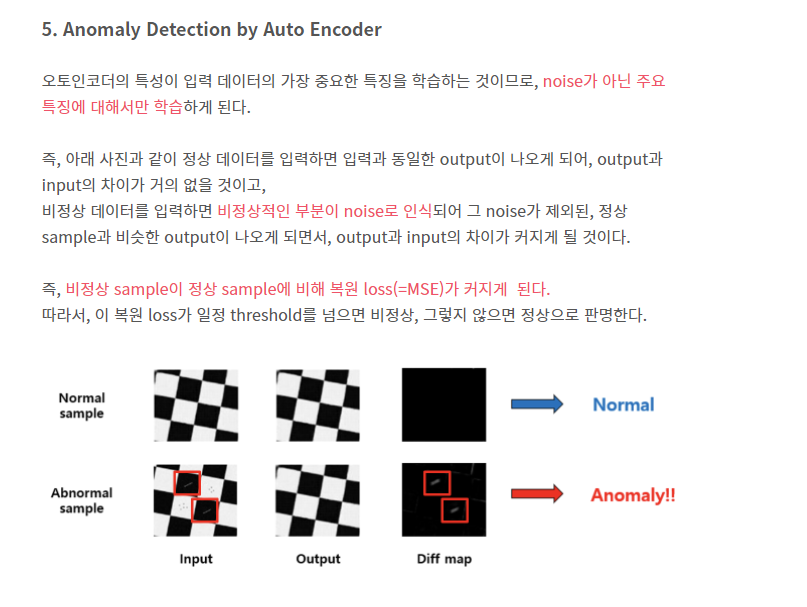 5. Anomaly Detection by Auto Encoder
오토인코더의 특성이 입력 데이터의 가장 중요한 특징을 학습하는 것이므로, noise가 아닌 주요
특징에 대해서만 학습하게 된다.
즉, 아래 사진과 같이 정상 데이터를 입력하면 입력과 동일한 output이 나오게 되어, output과
input의 차이가 거의 없을 것이고,
비정상 데이터를 입력하면 비정상적인 부분이 noise로 인식되어 그 noise가 제외된, 정상
sample과 비슷한 output이 나오게 되면서, output과 input의 차이가 커지게 될 것이다.
즉, 비정상 sample이 정상 sample에 비해 복원 loss(=MSE)가 커지게 된다.
따라서, 이 복원 loss가 일정 threshold를 넘으면 비정상, 그렇지 않으면 정상으로 판명한다.
Normal
sample
Normal
Abnormal
sample
Anomaly!!
Input
Output
Diff map